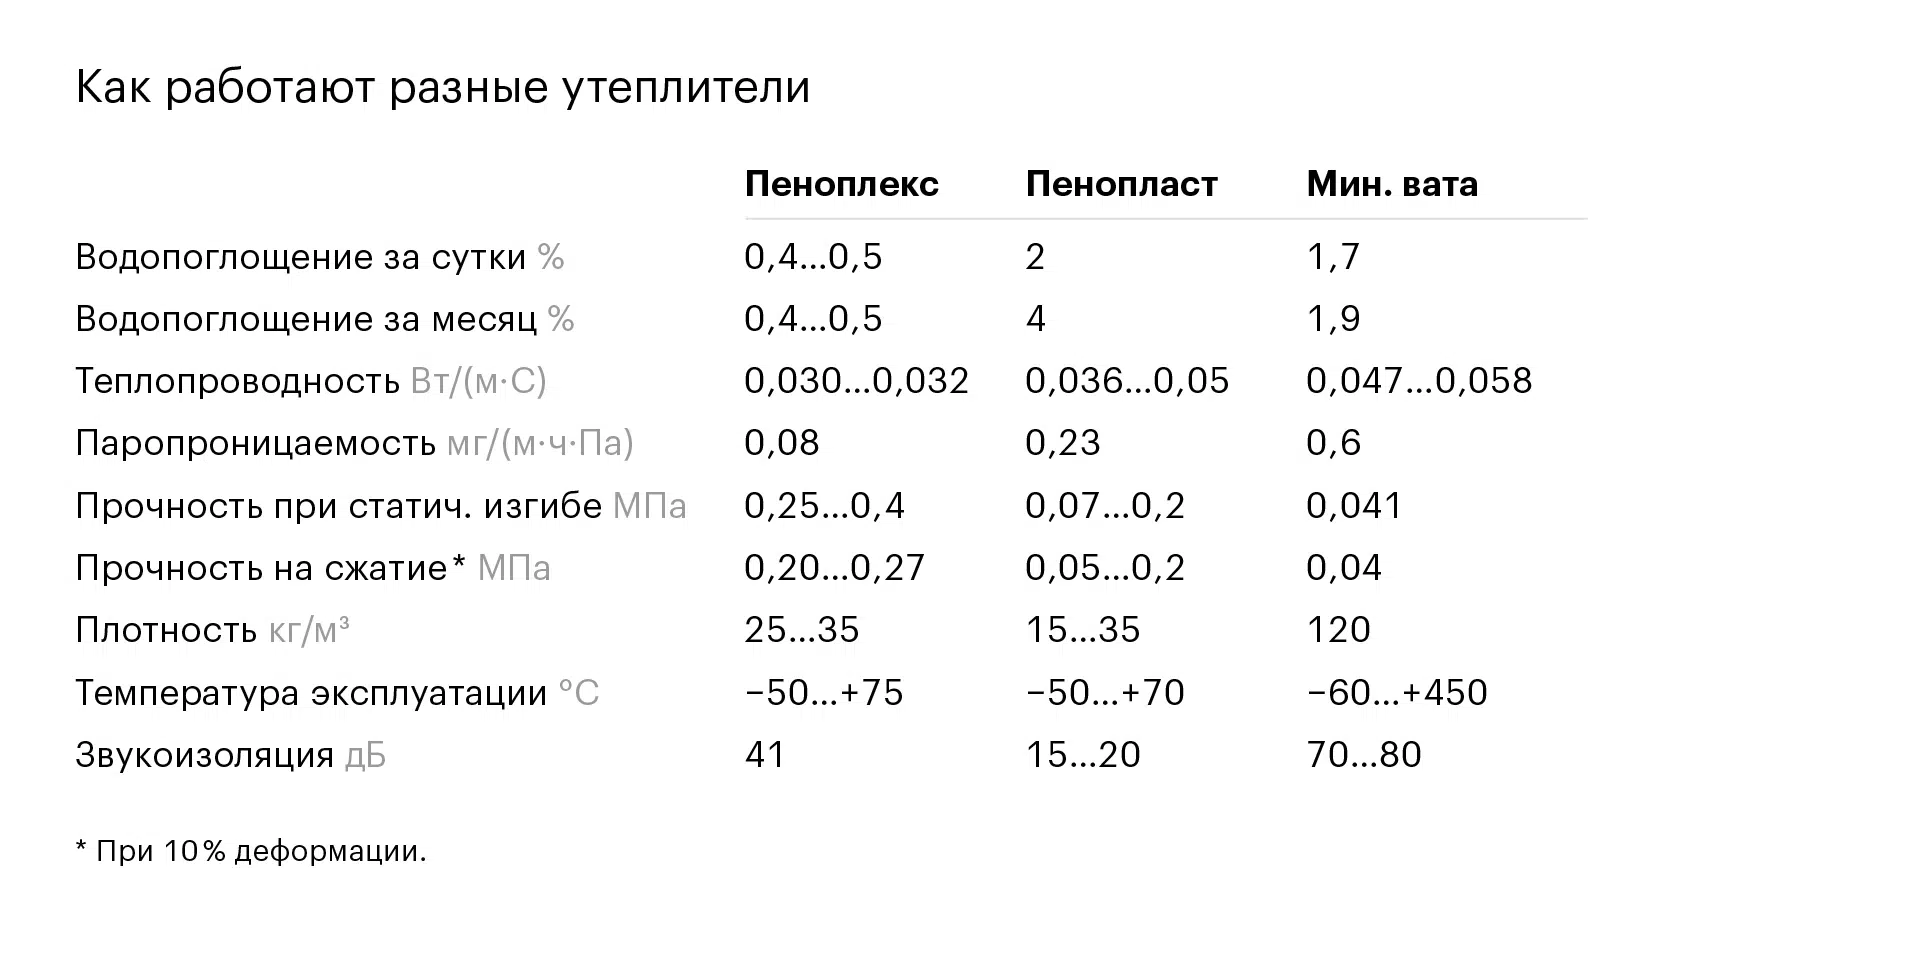 Как работают разные утеплители
Пеноплекс Пенопласт Мин. вата
Водопоглощение за сутки % 0,4…0,5 2 1,7
Водопоглощение за месяц % 0,4…0,5 4 1,9
Теплопроводность Вт/(м·С) 0,030…0,032 0,036…0,05 0,047…0,058
Паропроницаемость мг/(м·ч·Па) 0,08 0,23 0,6
Прочность при статич. изгибе МПа 0,25…0,4 0,07…0,2 0,041
Прочность на сжатие* МПа 0,20…0,27 0,05…0,2 0,04
Плотность кг/м³ 25…35 15…35 120
Температура эксплуатации °С −50…+75 −50…+70 −60…+450
Звукоизоляция дБ 41 15…20 70…80
* При 10% деформации.